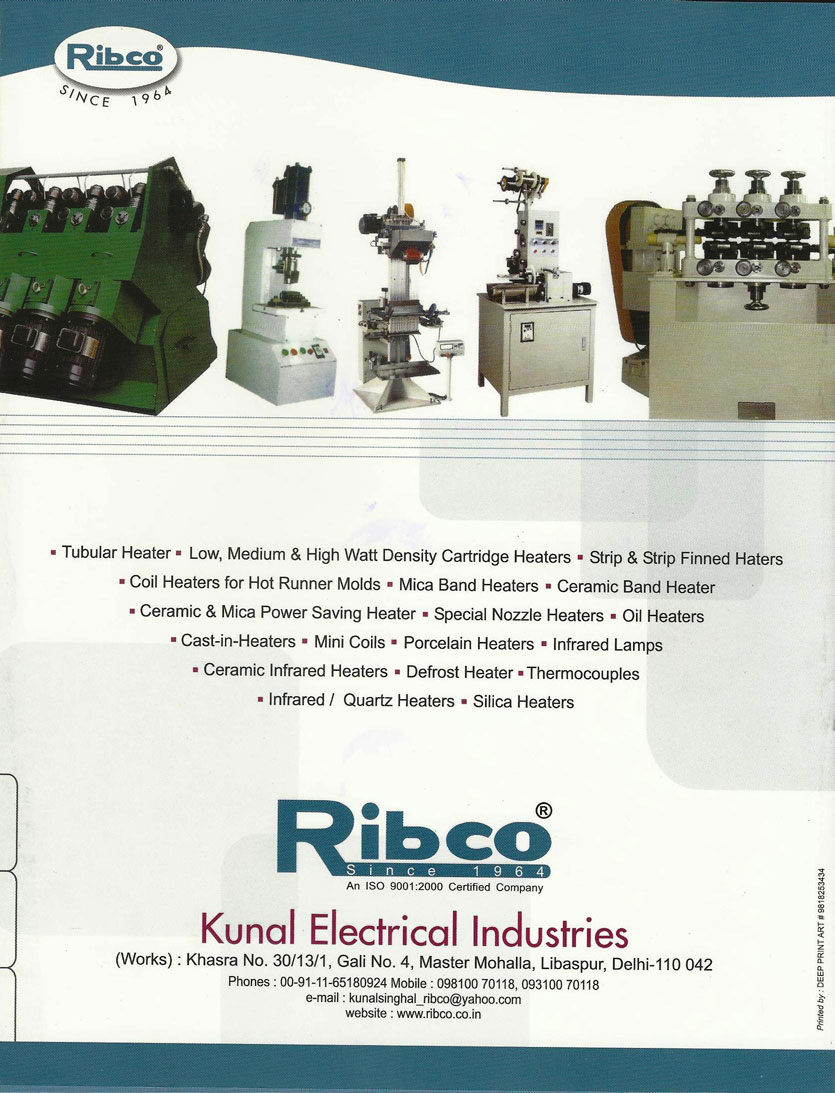 Ribco®
SINCE 1964
▪ Tubular Heater ▪ Low, Medium & High Watt Density Cartridge Heaters ▪ Strip & Strip Finned Haters
▪ Coil Heaters for Hot Runner Molds ▪ Mica Band Heaters ▪ Ceramic Band Heater
▪ Ceramic & Mica Power Saving Heater ▪ Special Nozzle Heaters ▪ Oil Heaters
▪ Cast-in-Heaters ▪ Mini Coils ▪ Porcelain Heaters ▪ Infrared Lamps
▪ Ceramic Infrared Heaters ▪ Defrost Heater ▪ Thermocouples
▪ Infrared / Quartz Heaters ▪ Silica Heaters
Ribco®
Since 1964
An ISO 9001:2000 Certified Company
Kunal Electrical Industries
(Works) : Khasra No. 30/13/1, Gali No. 4, Master Mohalla, Libaspur, Delhi-110 042
Phones : 00-91-11-65180924 Mobile : 098100 70118, 093100 70118
e-mail : kunalsinghal_ribco@yahoo.com
website : www.ribco.co.in
Printed by : DEEP PRINT ART # 9818253434